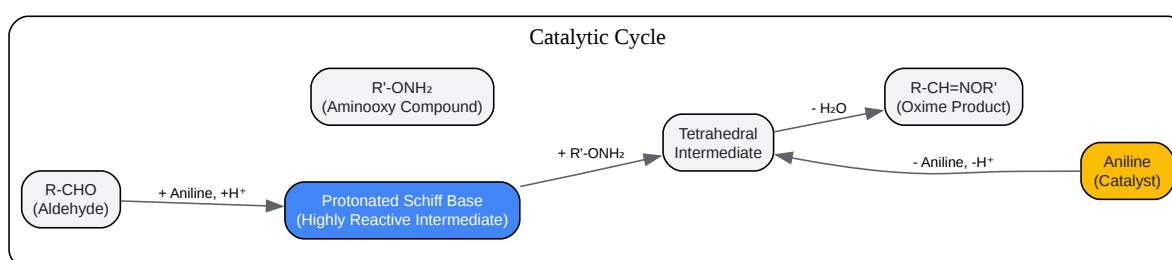 Catalytic Cycle
R'-ONH₂
(Aminooxy Compound)
R-CH=NOR'
(Oxime Product)
- H₂O
Tetrahedral
Intermediate
+ R'-ONH₂
- Aniline, -H⁺
Aniline
(Catalyst)
R-CHO
(Aldehyde)
+ Aniline, +H⁺
Protonated Schiff Base
(Highly Reactive Intermediate)